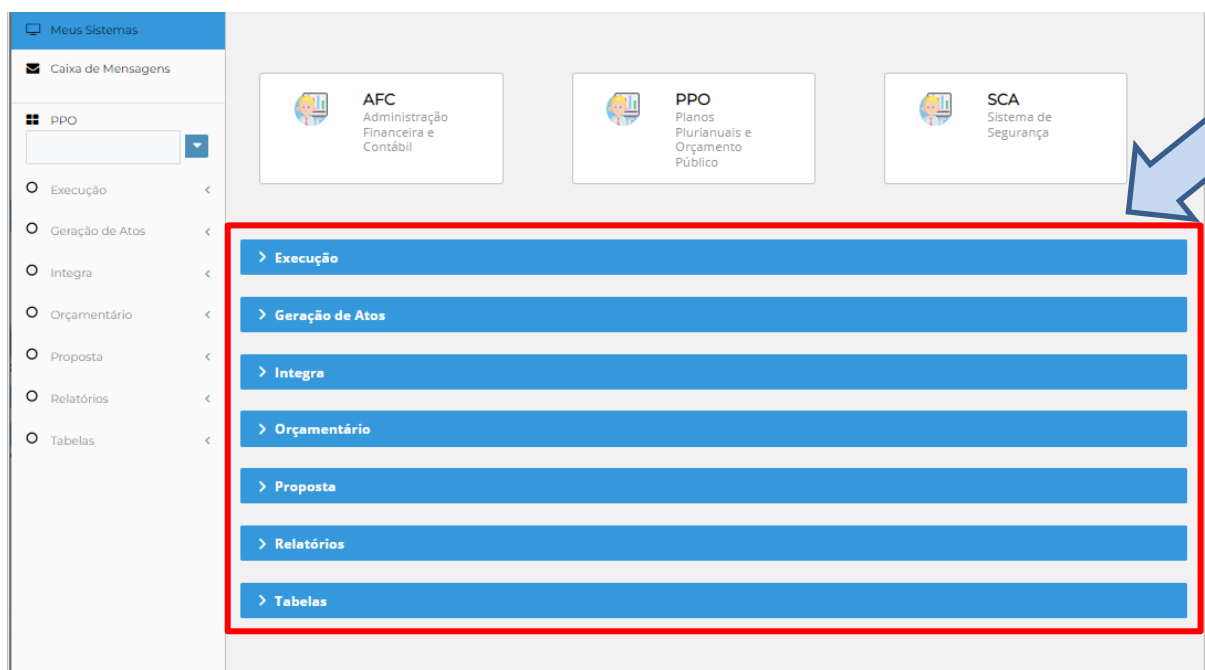 Meus Sistemas
Caixa de Mensagens
PPO
Execução
Geração de Atos
Integra
Orçamentário
Proposta
Relatórios
Tabelas
AFC
Administração
Financeira e
Contábil
PPO
Planos
Plurianuais e
Orçamento
Público
SCA
Sistema de
Segurança
Execução
Geração de Atos
Integra
Orçamentário
Proposta
Relatórios
Tabelas